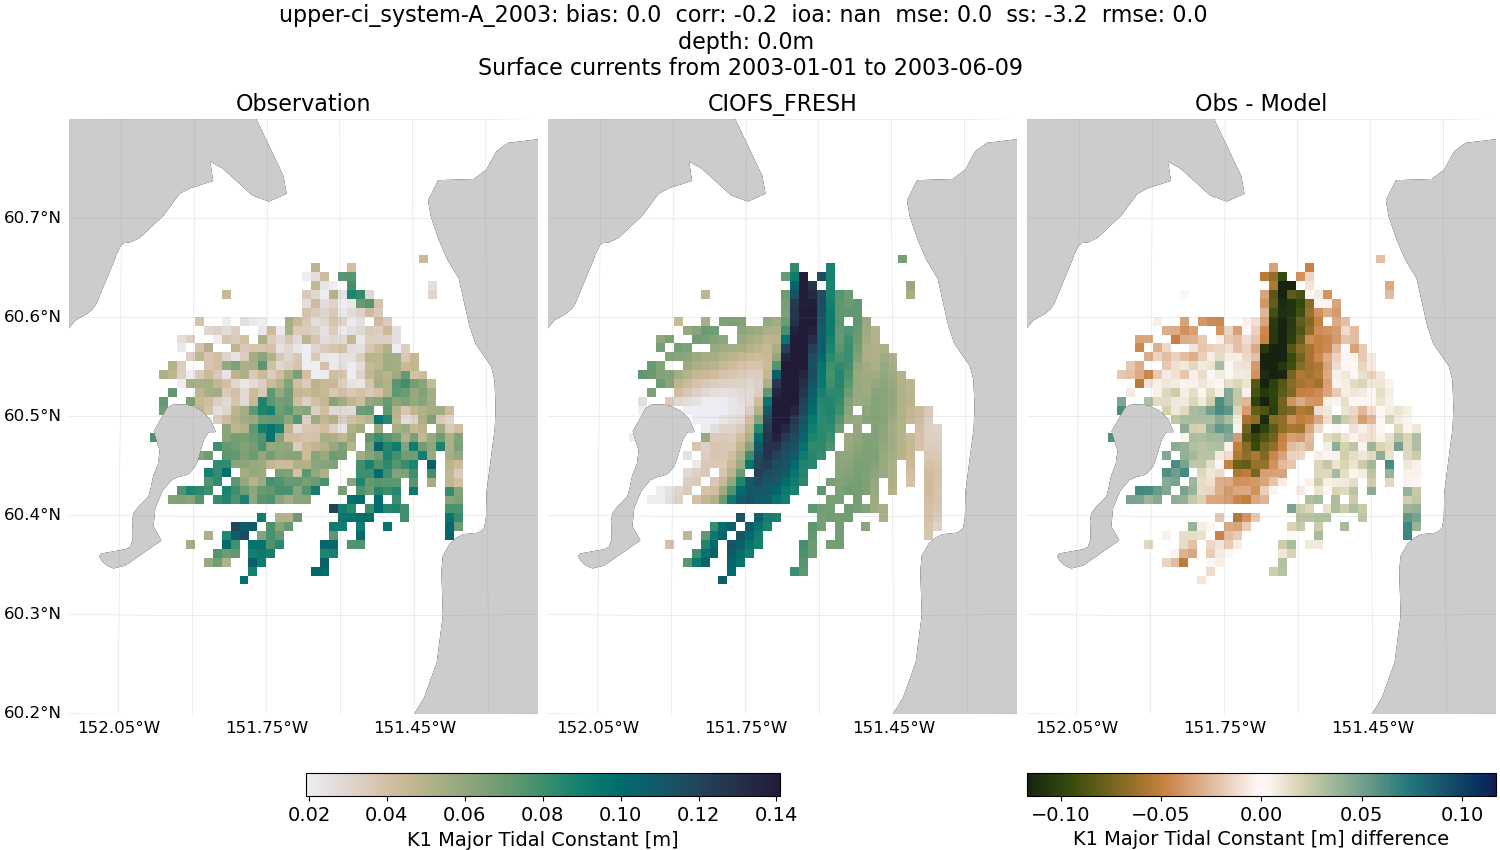 upper-ci_system-A_2003: bias: 0.0  corr: -0.2  ioa: nan  mse: 0.0  ss: -3.2  rmse: 0.0
depth: 0.0m
Surface currents from 2003-01-01 to 2003-06-09
Observation
CIOFS_FRESH
Obs - Model
60.7°N
60.6°N
60.5°N
60.4°N
60.3°N
60.2°N
152.05°W 151.75°W 151.45°W
152.05°W 151.75°W 151.45°W
152.05°W 151.75°W 151.45°W
0.02 0.04 0.06 0.08 0.10 0.12 0.14
K1 Major Tidal Constant [m]
−0.10 −0.05 0.00 0.05 0.10
K1 Major Tidal Constant [m] difference